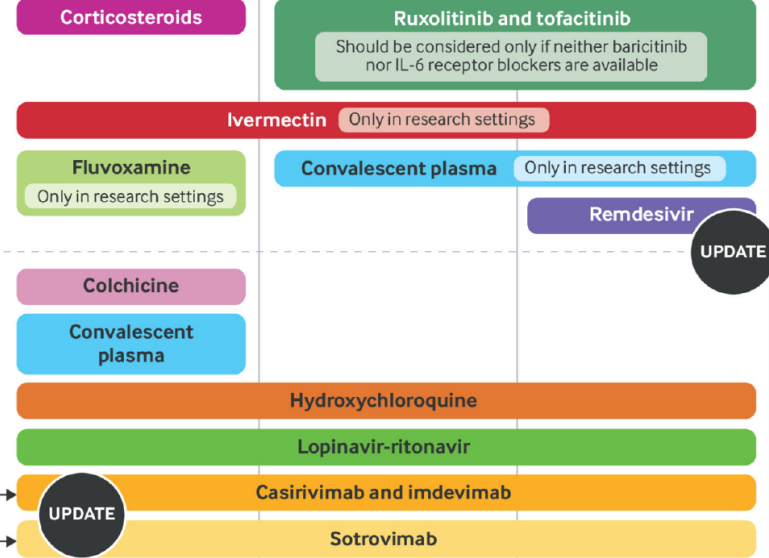 Corticosteroids
Ruxolitinib and tofacitinib
Should be considered only if neither baricitinib
nor IL-6 receptor blockers are available
Ivermectin Only in research settings
Fluvoxamine
Only in research settings
Convalescent plasma Only in research settings
Remdesivir
UPDATE
Colchicine
Convalescent
plasma
Hydroxychloroquine
Lopinavir-ritonavir
Casirivimab and imdevimab
UPDATE
Sotrovimab